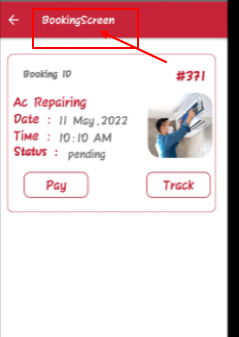 BookingScreen
Booking ID #371
Ac Repairing
Date : 11 May,2022
Time : 10:10 AM
Status : pending
Pay Track